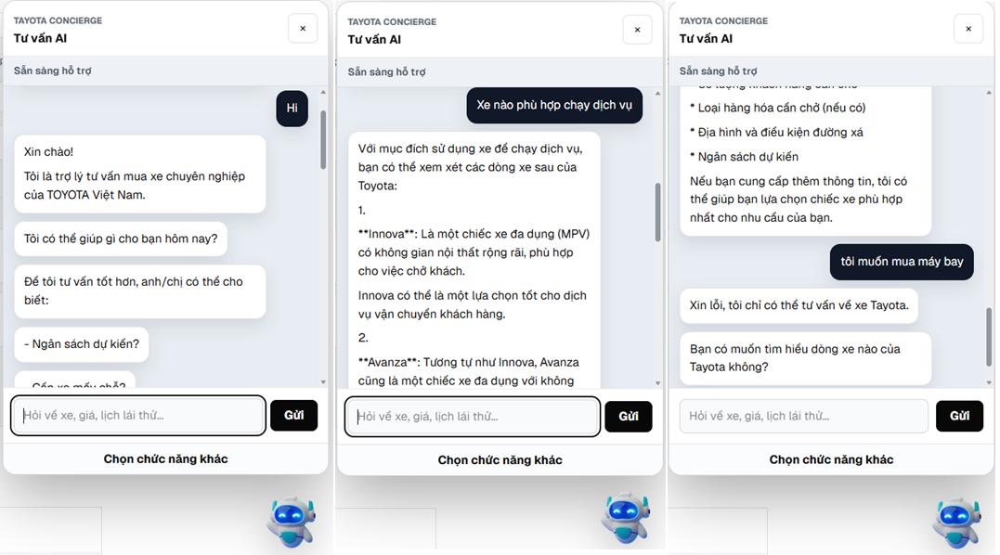 TAYOTA CONCIERGE
Tư vấn AI
×
Sẵn sàng hỗ trợ
Hi
Xin chào!
Tôi là trợ lý tư vấn mua xe chuyên nghiệp
của TOYOTA Việt Nam.
Tôi có thể giúp gì cho bạn hôm nay?
Để tôi tư vấn tốt hơn, anh/chị có thể cho
biết:
- Ngân sách dự kiến?
- Cần xe mấy chỗ?
Hỏi về xe, giá, lịch lái thử...
Gửi
Chọn chức năng khác
TAYOTA CONCIERGE
Tư vấn AI
×
Sẵn sàng hỗ trợ
Xe nào phù hợp chạy dịch vụ
Với mục đích sử dụng xe để chạy dịch vụ,
bạn có thể xem xét các dòng xe sau của
Toyota:
1.
**Innova**: Là một chiếc xe đa dụng (MPV)
có không gian nội thất rộng rãi, phù hợp
cho việc chở khách.
Innova có thể là một lựa chọn tốt cho dịch
vụ vận chuyển khách hàng.
2.
**Avanza**: Tương tự như Innova, Avanza
cũng là một chiếc xe đa dụng với không
Hỏi về xe, giá, lịch lái thử...
Gửi
Chọn chức năng khác
TAYOTA CONCIERGE
Tư vấn AI
×
Sẵn sàng hỗ trợ
* Số lượng khách hàng cần chở
* Loại hàng hóa cần chở (nếu có)
* Địa hình và điều kiện đường xá
* Ngân sách dự kiến
Nếu bạn cung cấp thêm thông tin, tôi có
thể giúp bạn lựa chọn chiếc xe phù hợp
nhất cho nhu cầu của bạn.
tôi muốn mua máy bay
Xin lỗi, tôi chỉ có thể tư vấn về xe Tayota.
Bạn có muốn tìm hiểu dòng xe nào của
Tayota không?
Hỏi về xe, giá, lịch lái thử...
Gửi
Chọn chức năng khác